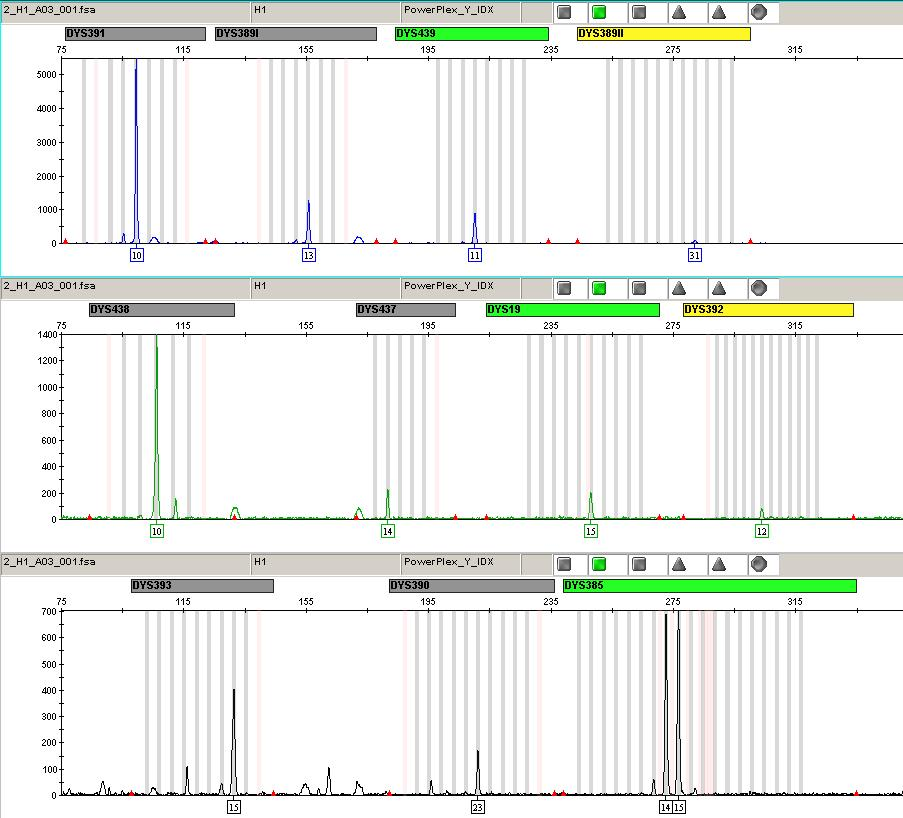 2_H1_A03_001.fsa H1 PowerPlex_Y_IDX
DYS391 DYS389I DYS439 DYS389II
75 115 155 195 235 275 315
5000
4000
3000
2000
1000
0
10 13 11 31
2_H1_A03_001.fsa H1 PowerPlex_Y_IDX
DYS438 DYS437 DYS19 DYS392
75 115 155 195 235 275 315
1400
1200
1000
800
600
400
200
0
10 14 15 12
2_H1_A03_001.fsa H1 PowerPlex_Y_IDX
DYS393 DYS390 DYS385
75 115 155 195 235 275 315
700
600
500
400
300
200
100
0
15 23 14 15